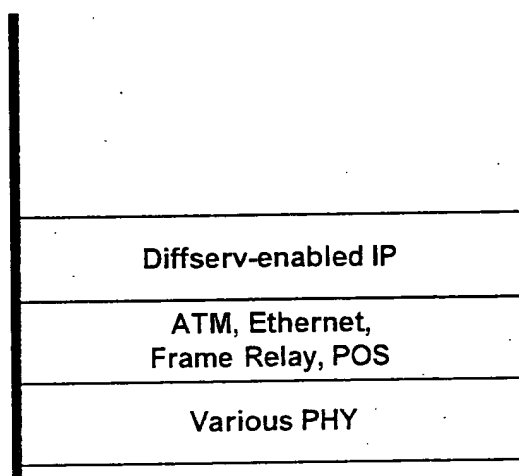 Diffserv-enabled IP
ATM, Ethernet,
Frame Relay, POS
Various PHY